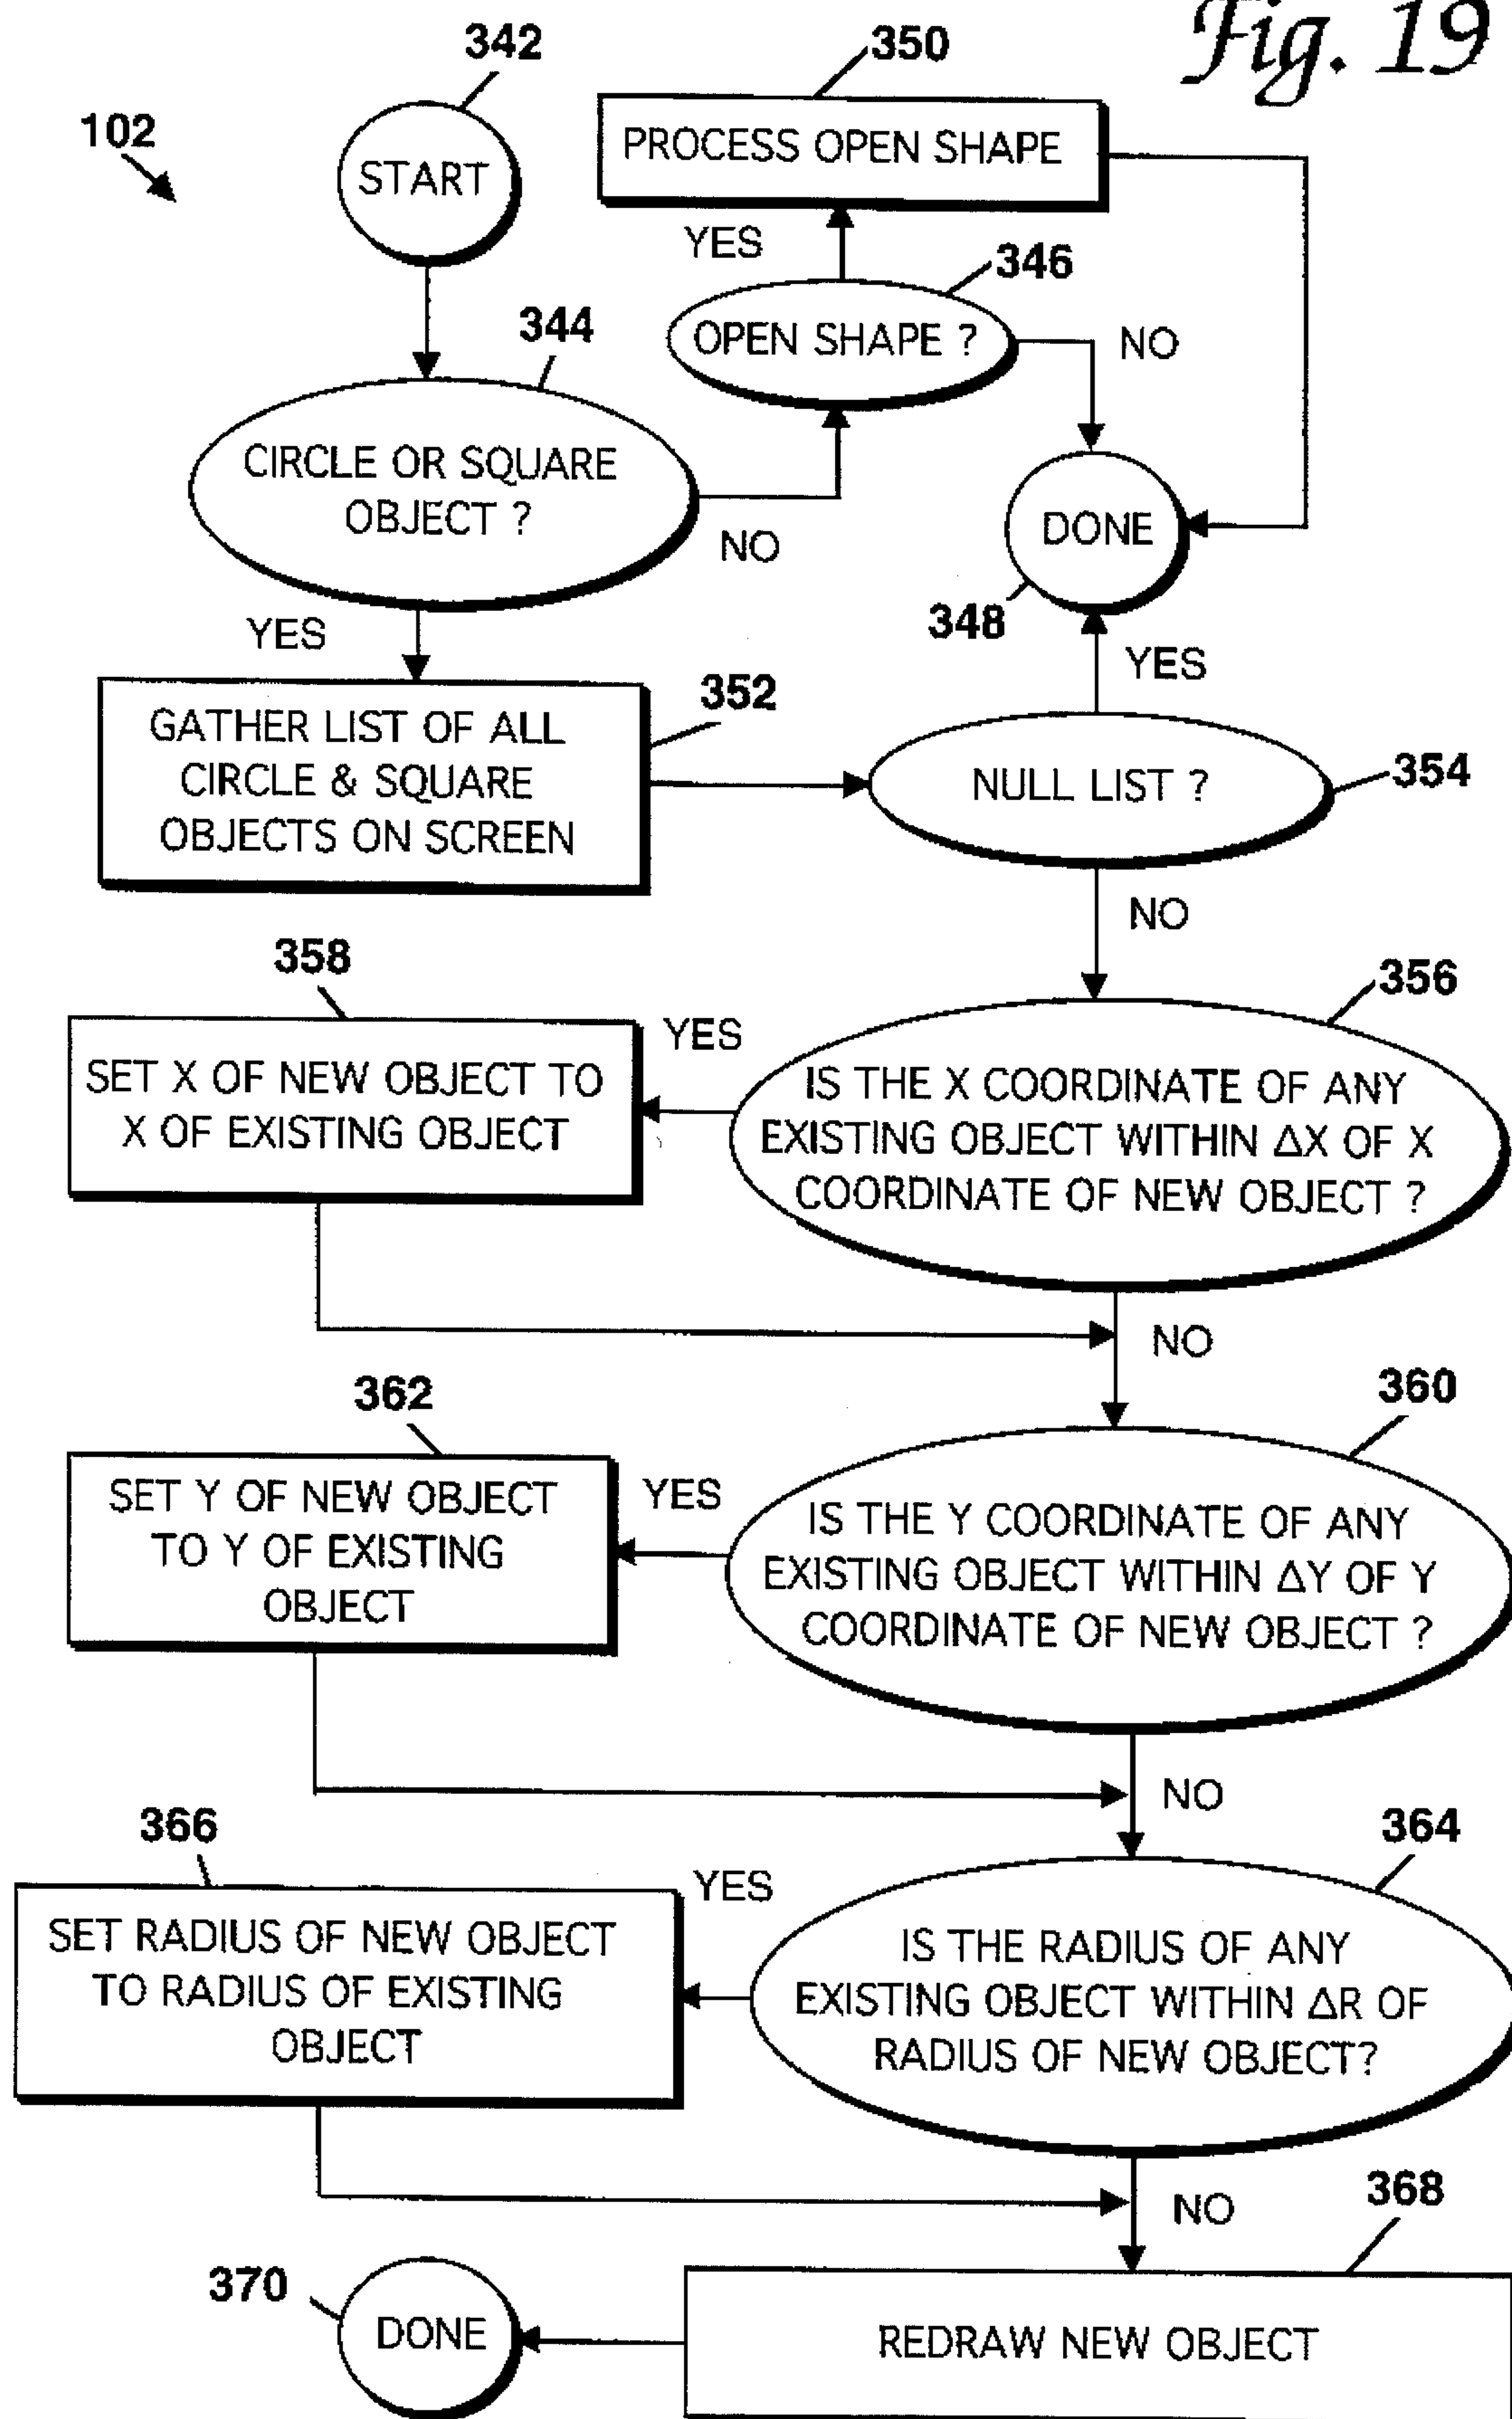 Fig. 19
342
350
102
START
PROCESS OPEN SHAPE
YES
346
344
OPEN SHAPE ?
NO
CIRCLE OR SQUARE
OBJECT ?
NO
DONE
348
YES
YES
352
GATHER LIST OF ALL
CIRCLE & SQUARE
OBJECTS ON SCREEN
NULL LIST ?
354
NO
358
356
YES
SET X OF NEW OBJECT TO
X OF EXISTING OBJECT
IS THE X COORDINATE OF ANY
EXISTING OBJECT WITHIN ΔX OF X
COORDINATE OF NEW OBJECT ?
NO
362
360
YES
SET Y OF NEW OBJECT
TO Y OF EXISTING
OBJECT
IS THE Y COORDINATE OF ANY
EXISTING OBJECT WITHIN ΔY OF Y
COORDINATE OF NEW OBJECT ?
NO
366
364
YES
SET RADIUS OF NEW OBJECT
TO RADIUS OF EXISTING
OBJECT
IS THE RADIUS OF ANY
EXISTING OBJECT WITHIN ΔR OF
RADIUS OF NEW OBJECT?
NO
368
370
DONE
REDRAW NEW OBJECT